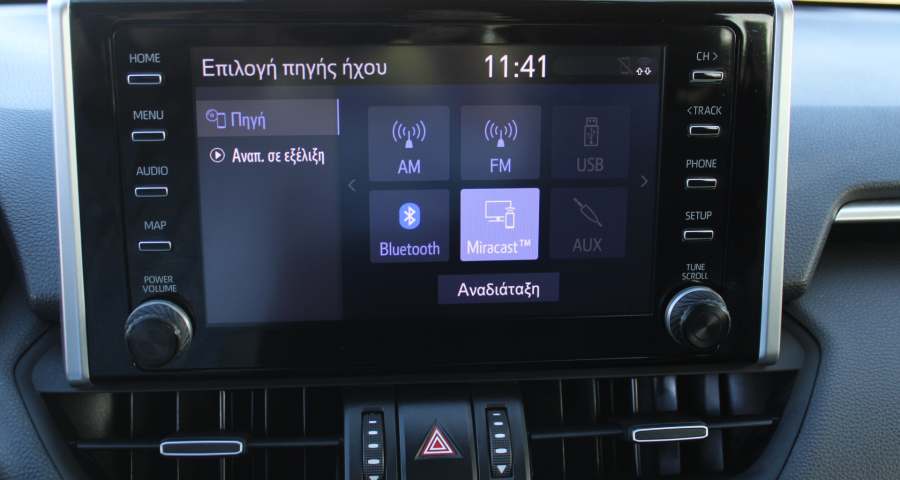 HOME
MENU
AUDIO
MAP
POWER
VOLUME
Επιλογή πηγής ήχου
11:41
Πηγή
Αναπ. σε εξέλιξη
AM
FM
USB
Bluetooth
Miracast™
AUX
Αναδιάταξη
CH >
< TRACK
PHONE
SETUP
TUNE
SCROLL